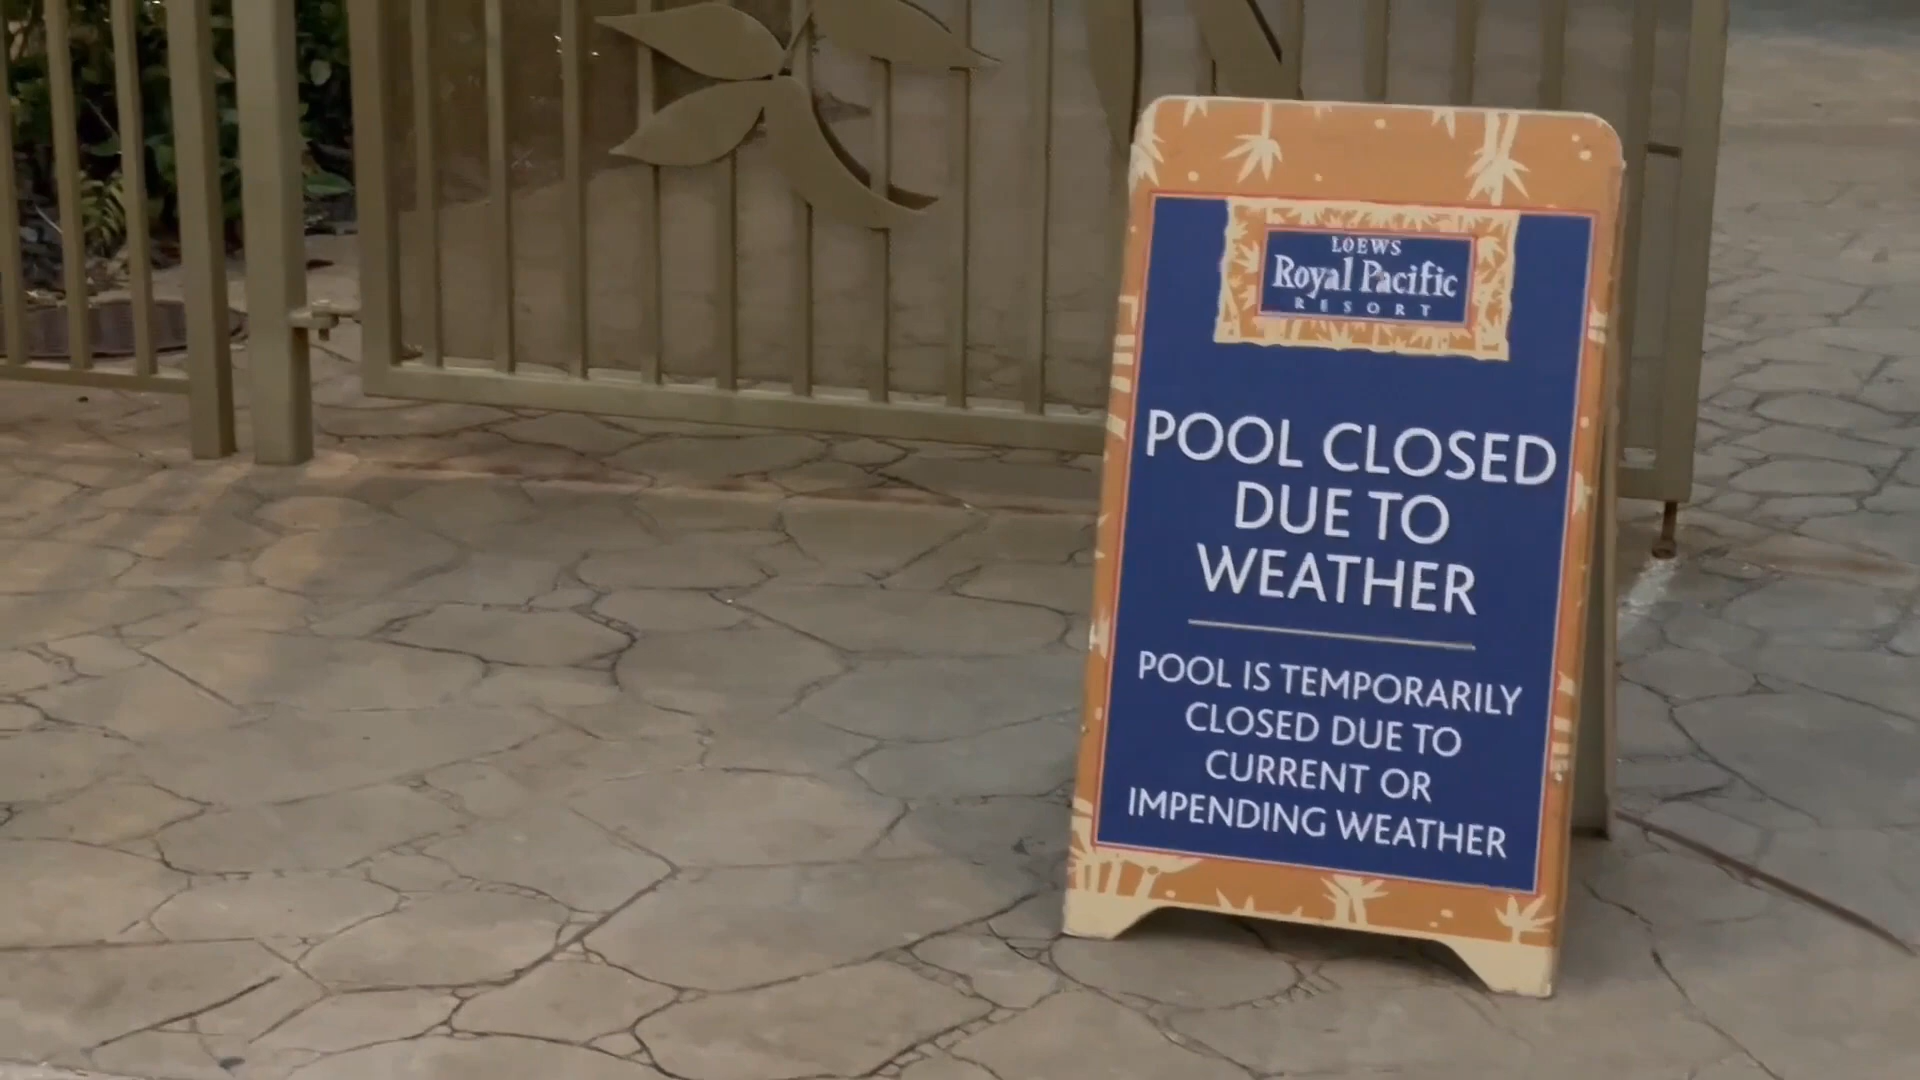 LOEWS
Royal Pacific
RESORT
POOL CLOSED
DUE TO
WEATHER
POOL IS TEMPORARILY
CLOSED DUE TO
CURRENT OR
IMPENDING WEATHER